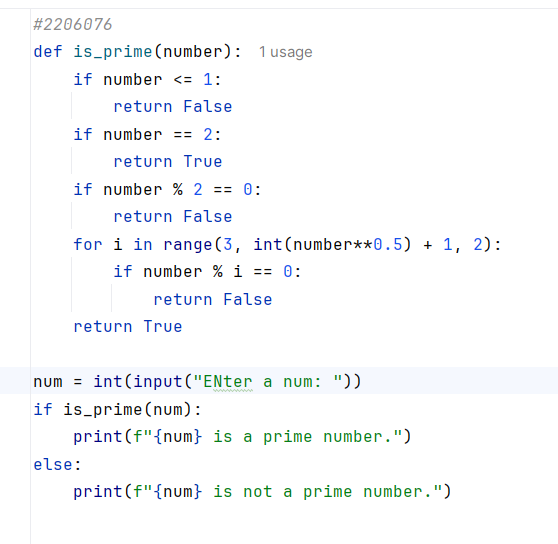 #2206076
def is_prime(number): 1 usage
    if number <= 1:
        return False
    if number == 2:
        return True
    if number % 2 == 0:
        return False
    for i in range(3, int(number**0.5) + 1, 2):
        if number % i == 0:
            return False
    return True

num = int(input("ENter a num: "))
if is_prime(num):
    print(f"{num} is a prime number.")
else:
    print(f"{num} is not a prime number.")